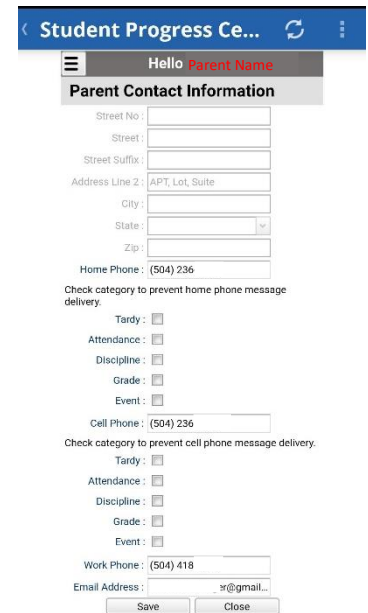 Student Progress Ce...
Hello Parent Name
Parent Contact Information
Street No :
Street :
Street Suffix :
Address Line 2 : APT, Lot, Suite
City :
State :
Zip :
Home Phone : (504) 236
Check category to prevent home phone message
delivery.
Tardy :
Attendance :
Discipline :
Grade :
Event :
Cell Phone : (504) 236
Check category to prevent cell phone message delivery.
Tardy :
Attendance :
Discipline :
Grade :
Event :
Work Phone : (504) 418
Email Address : er@gmail...
Save Close